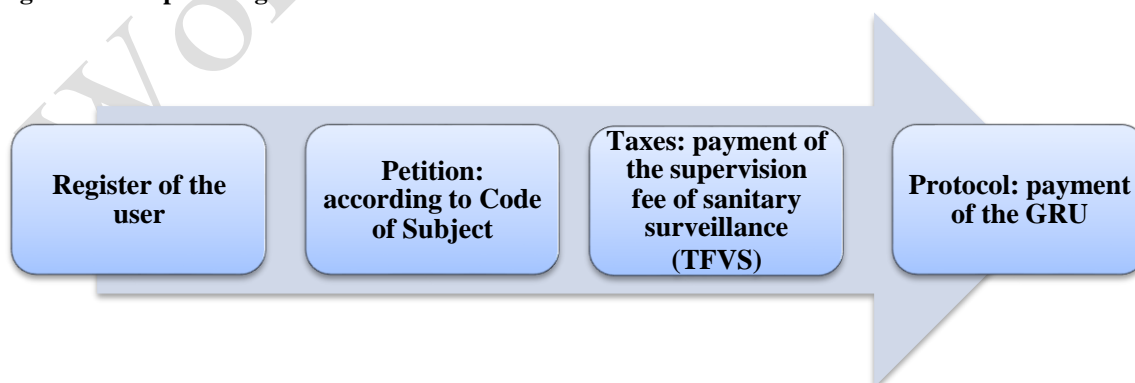 Register of the
user
Petition:
according to Code
of Subject
Taxes: payment of
the supervision
fee of sanitary
surveillance
(TFVS)
Protocol: payment
of the GRU